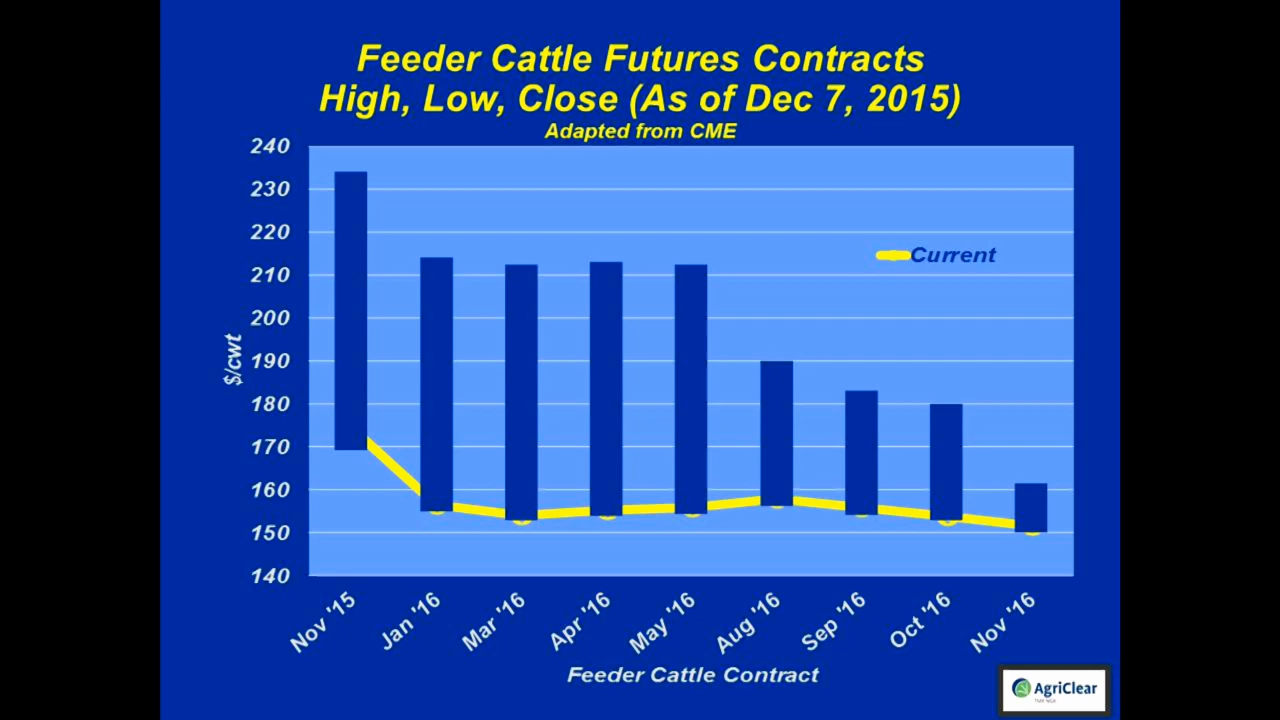 Feeder Cattle Futures Contracts
High, Low, Close (As of Dec 7, 2015)
Adapted from CME
240
230
220
210
200
190
180
170
160
150
140
$/cwt
Current
Nov '15
Jan '16
Mar '16
Apr '16
May '16
Aug '16
Sep '16
Oct '16
Nov '16
Feeder Cattle Contract
AgriClear